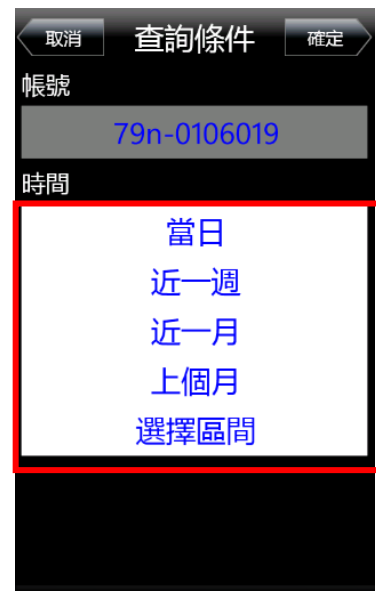 取消 查詢條件 確定
帳號
79n-0106019
時間
當日
近一週
近一月
上個月
選擇區間